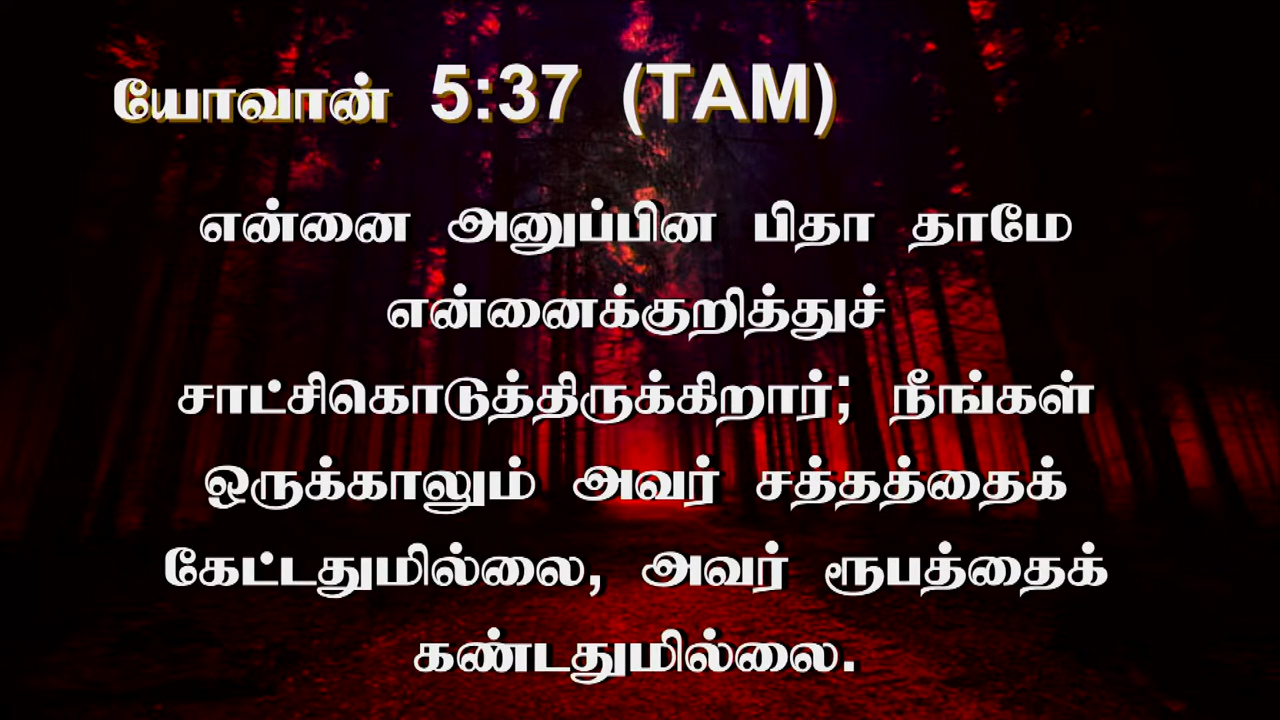 யோவான் 5:37 (TAM)
என்னை அனுப்பின பிதா தாமே
என்னைக்குறித்துச்
சாட்சிகொடுத்திருக்கிறார்; நீங்கள்
ஒருக்காலும் அவர் சத்தத்தைக்
கேட்டதுமில்லை, அவர் ரூபத்தைக்
கண்டதுமில்லை.